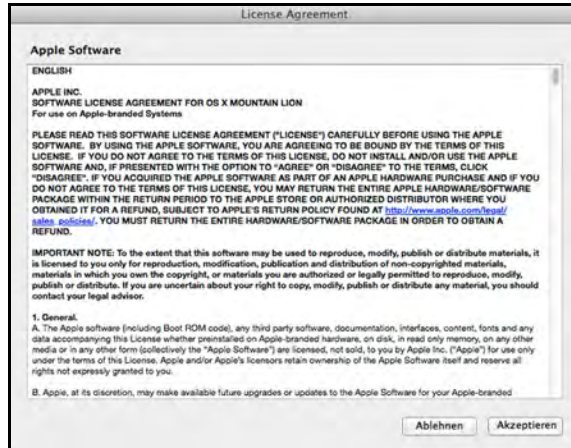 License Agreement
Apple Software
ENGLISH
APPLE INC.
SOFTWARE LICENSE AGREEMENT FOR OS X MOUNTAIN LION
For use on Apple-branded Systems
PLEASE READ THIS SOFTWARE LICENSE AGREEMENT ("LICENSE") CAREFULLY BEFORE USING THE APPLE
SOFTWARE. BY USING THE APPLE SOFTWARE, YOU ARE AGREEING TO BE BOUND BY THE TERMS OF THIS
LICENSE. IF YOU DO NOT AGREE TO THE TERMS OF THIS LICENSE, DO NOT INSTALL AND/OR USE THE APPLE
SOFTWARE AND, IF PRESENTED WITH THE OPTION TO "AGREE" OR "DISAGREE" TO THE TERMS, CLICK
"DISAGREE". IF YOU ACQUIRED THE APPLE SOFTWARE AS PART OF AN APPLE HARDWARE PURCHASE AND IF YOU
DO NOT AGREE TO THE TERMS OF THIS LICENSE, YOU MAY RETURN THE ENTIRE APPLE HARDWARE/SOFTWARE
PACKAGE WITHIN THE RETURN PERIOD TO THE APPLE STORE OR AUTHORIZED DISTRIBUTOR WHERE YOU
OBTAINED IT FOR A REFUND, SUBJECT TO APPLE'S RETURN POLICY FOUND AT http://www.apple.com/legal/
sales_policies/. YOU MUST RETURN THE ENTIRE HARDWARE/SOFTWARE PACKAGE IN ORDER TO OBTAIN A
REFUND.
IMPORTANT NOTE: To the extent that this software may be used to reproduce, modify, publish or distribute materials, it
is licensed to you only for reproduction, modification, publication and distribution of non-copyrighted materials,
materials in which you own the copyright, or materials you are authorized or legally permitted to reproduce, modify,
publish or distribute. If you are uncertain about your right to copy, modify, publish or distribute any material, you should
contact your legal advisor.
1. General.
A. The Apple software (including Boot ROM code), any third party software, documentation, interfaces, content, fonts and any
data accompanying this License whether preinstalled on Apple-branded hardware, on disk, in read only memory, on any other
media or in any other form (collectively the "Apple Software") are licensed, not sold, to you by Apple Inc. ("Apple") for use only
under the terms of this License. Apple and/or Apple's licensors retain ownership of the Apple Software itself and reserve all
rights not expressly granted to you.
B. Apple, at its discretion, may make available future upgrades or updates to the Apple Software for your Apple-branded
Ablehnen
Akzeptieren